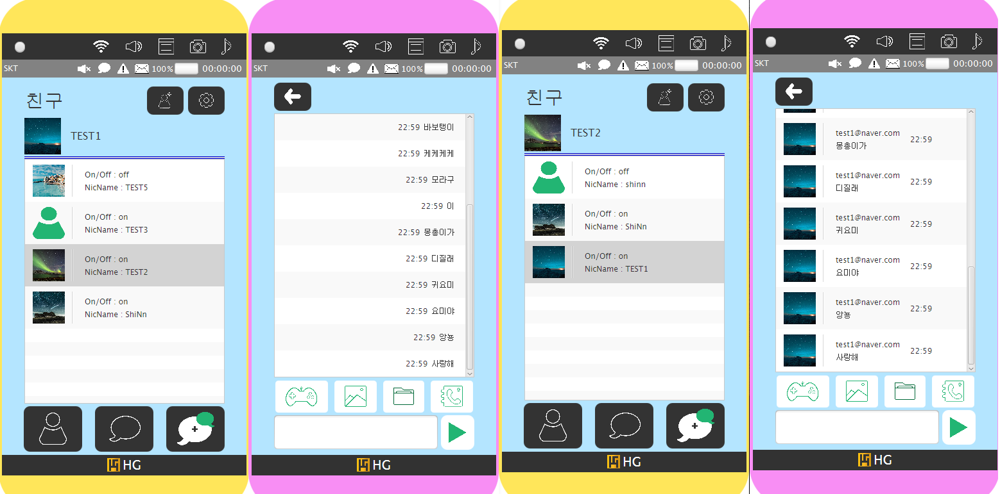 SKT 100% 00:00:00
친구
TEST1
On/Off : off
NicName : TEST5
On/Off : on
NicName : TEST3
On/Off : on
NicName : TEST2
On/Off : on
NicName : ShiNn
HG
SKT 100% 00:00:00
22:59 바보탱이
22:59 케케케케
22:59 모라구
22:59 이
22:59 몽총이가
22:59 디질래
22:59 귀요미
22:59 요미야
22:59 앙뇽
22:59 사랑해
HG
SKT 100% 00:00:00
친구
TEST2
On/Off : off
NicName : shinn
On/Off : on
NicName : ShiNn
On/Off : on
NicName : TEST1
HG
SKT 100% 00:00:00
test1@naver.com 22:59
몽총이가
test1@naver.com 22:59
디질래
test1@naver.com 22:59
귀요미
test1@naver.com 22:59
요미야
test1@naver.com 22:59
앙뇽
test1@naver.com 22:59
사랑해
HG